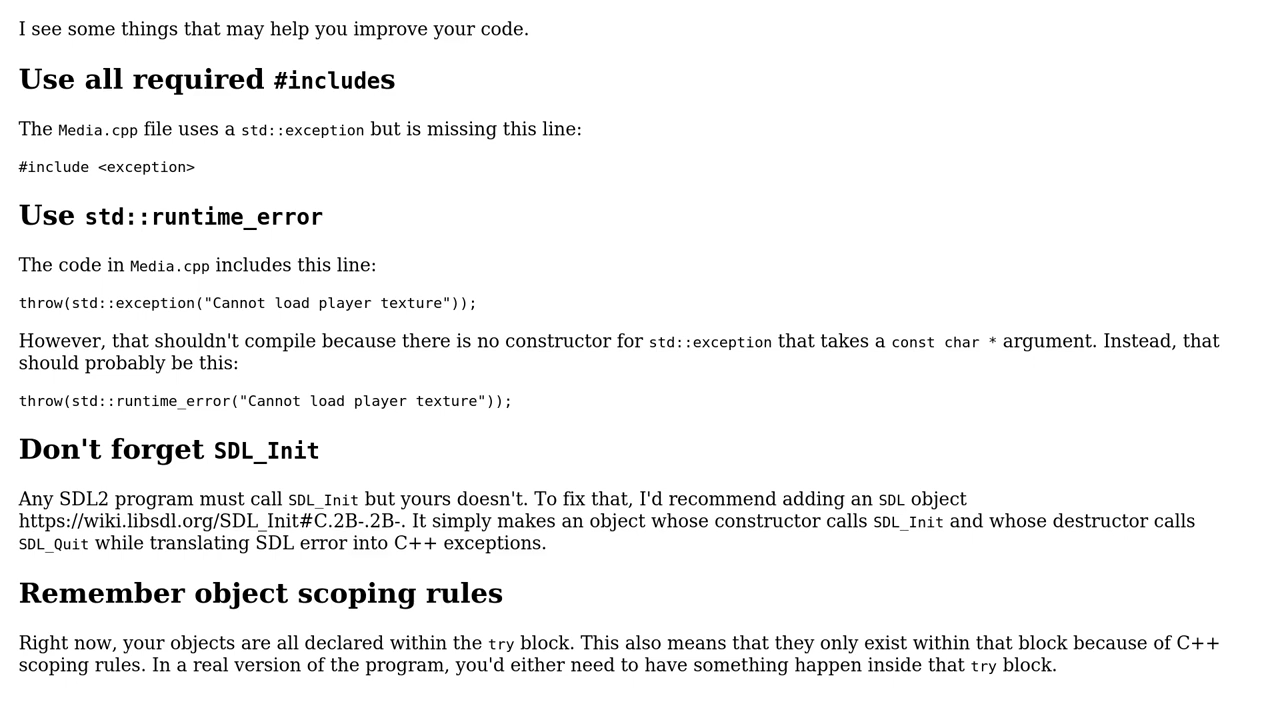 I see some things that may help you improve your code.
Use all required #includes
The Media.cpp file uses a std::exception but is missing this line:
#include <exception>
Use std::runtime_error
The code in Media.cpp includes this line:
throw(std::exception("Cannot load player texture"));
However, that shouldn't compile because there is no constructor for std::exception that takes a const char * argument. Instead, that
should probably be this:
throw(std::runtime_error("Cannot load player texture"));
Don't forget SDL_Init
Any SDL2 program must call SDL_Init but yours doesn't. To fix that, I'd recommend adding an SDL object
https://wiki.libsdl.org/SDL_Init#C.2B-.2B-. It simply makes an object whose constructor calls SDL_Init and whose destructor calls
SDL_Quit while translating SDL error into C++ exceptions.
Remember object scoping rules
Right now, your objects are all declared within the try block. This also means that they only exist within that block because of C++
scoping rules. In a real version of the program, you'd either need to have something happen inside that try block.